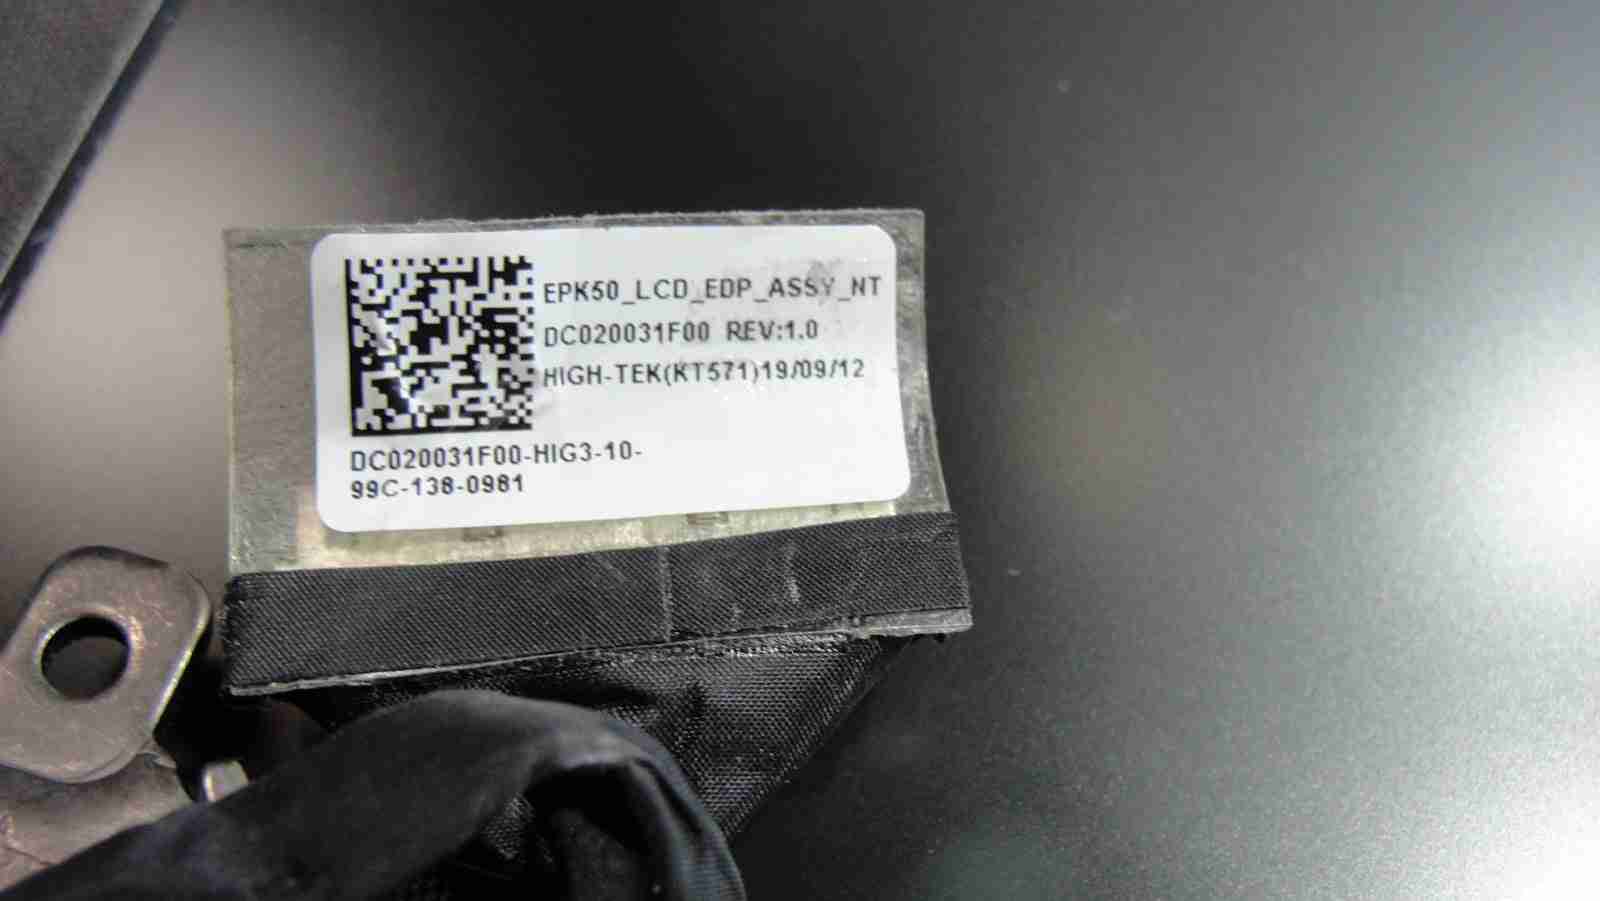 EPK50_LCD_EDP_ASSY_NT
DC020031F00 REV:1.0
HIGH-TEK(KT571)19/09/12
DC020031F00-HIG3-10-
99C-138-0981